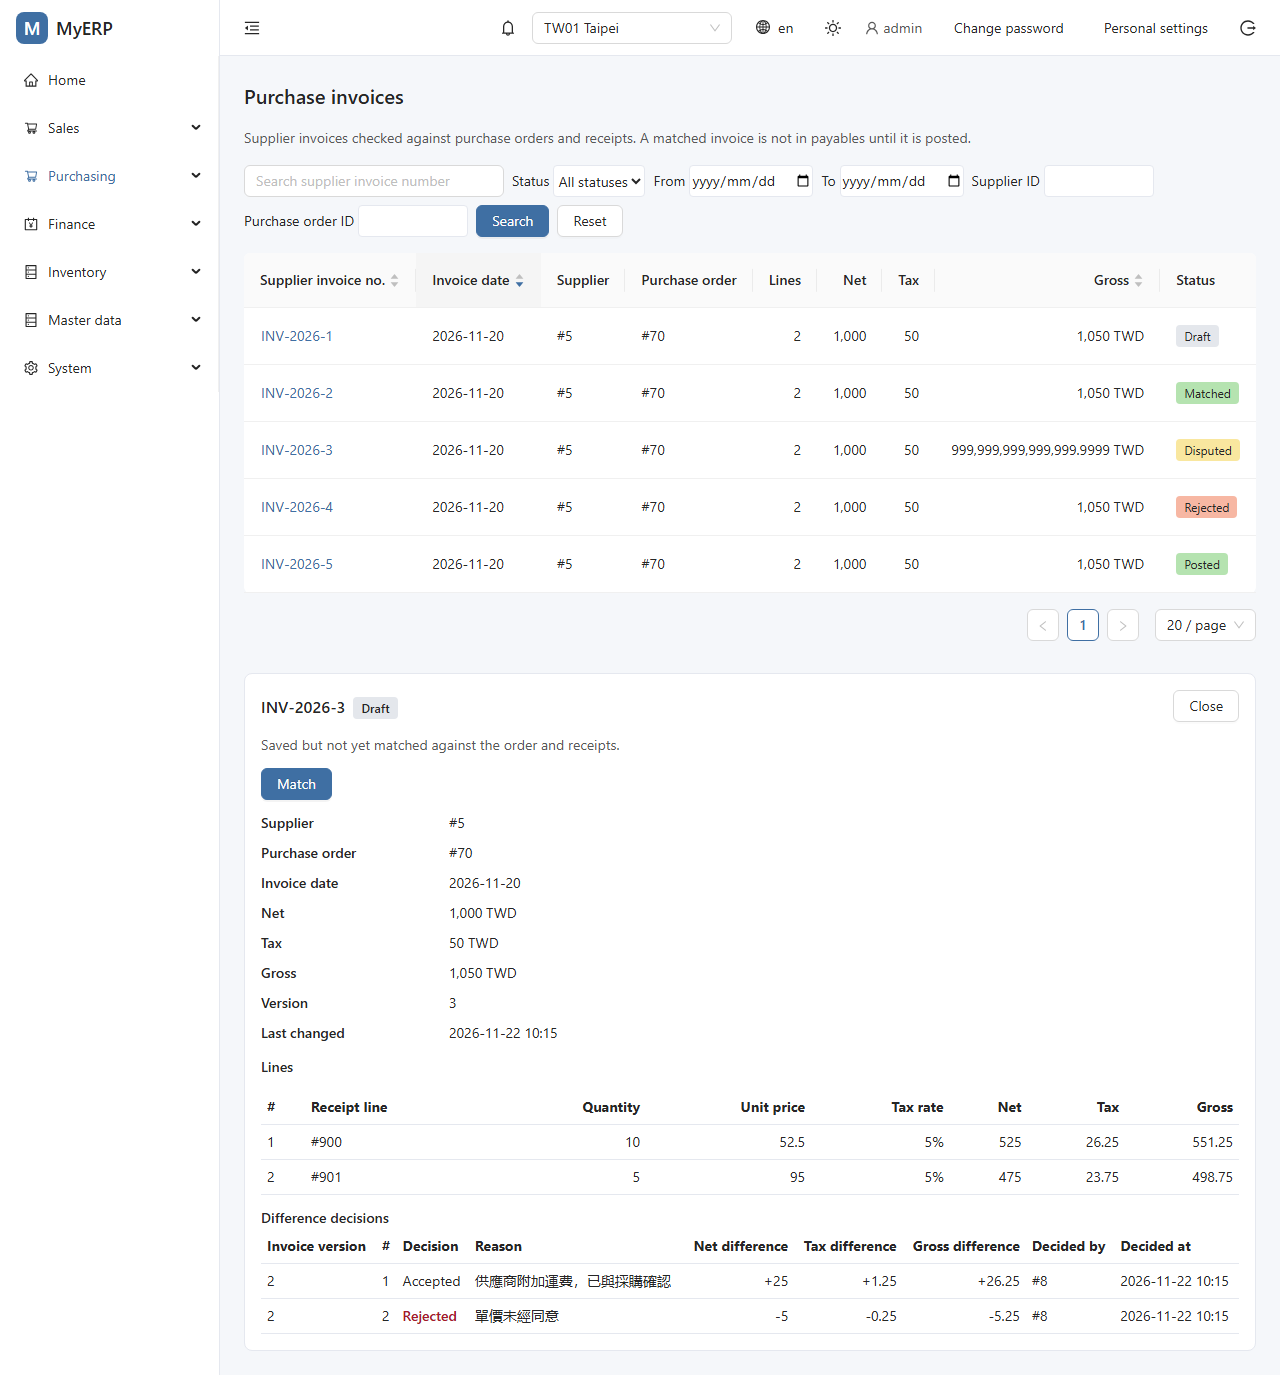 M MyERP
TW01 Taipei
en
admin
Change password
Personal settings
Home
Sales
Purchasing
Finance
Inventory
Master data
System
Purchase invoices
Supplier invoices checked against purchase orders and receipts. A matched invoice is not in payables until it is posted.
Search supplier invoice number Status All statuses From yyyy/mm/dd To yyyy/mm/dd Supplier ID
Purchase order ID Search Reset
Supplier invoice no. Invoice date Supplier Purchase order Lines Net Tax Gross Status
INV-2026-1 2026-11-20 #5 #70 2 1,000 50 1,050 TWD Draft
INV-2026-2 2026-11-20 #5 #70 2 1,000 50 1,050 TWD Matched
INV-2026-3 2026-11-20 #5 #70 2 1,000 50 999,999,999,999,999.9999 TWD Disputed
INV-2026-4 2026-11-20 #5 #70 2 1,000 50 1,050 TWD Rejected
INV-2026-5 2026-11-20 #5 #70 2 1,000 50 1,050 TWD Posted
< 1 > 20 / page
INV-2026-3 Draft Close
Saved but not yet matched against the order and receipts.
Match
Supplier #5
Purchase order #70
Invoice date 2026-11-20
Net 1,000 TWD
Tax 50 TWD
Gross 1,050 TWD
Version 3
Last changed 2026-11-22 10:15
Lines
# Receipt line Quantity Unit price Tax rate Net Tax Gross
1 #900 10 52.5 5% 525 26.25 551.25
2 #901 5 95 5% 475 23.75 498.75
Difference decisions
Invoice version # Decision Reason Net difference Tax difference Gross difference Decided by Decided at
2 1 Accepted 供應商附加運費，已與採購確認 +25 +1.25 +26.25 #8 2026-11-22 10:15
2 2 Rejected 單價未經同意 -5 -0.25 -5.25 #8 2026-11-22 10:15